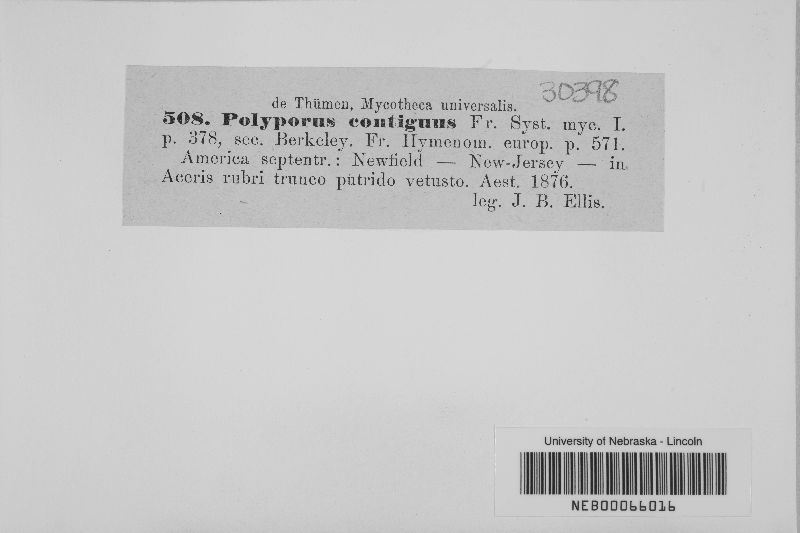 30398
de Thümen, Mycotheca universalis.
508. Polyporus contiguus Fr. Syst. myc. I.
p. 378, sec. Berkeley. Fr. Hymenom. europ. p. 571.
America septentr.: Newfield — New-Jersey — in
Aceris rubri trunco putrido vetusto. Aest. 1876.
leg. J. B. Ellis.
University of Nebraska - Lincoln
NEB00066016